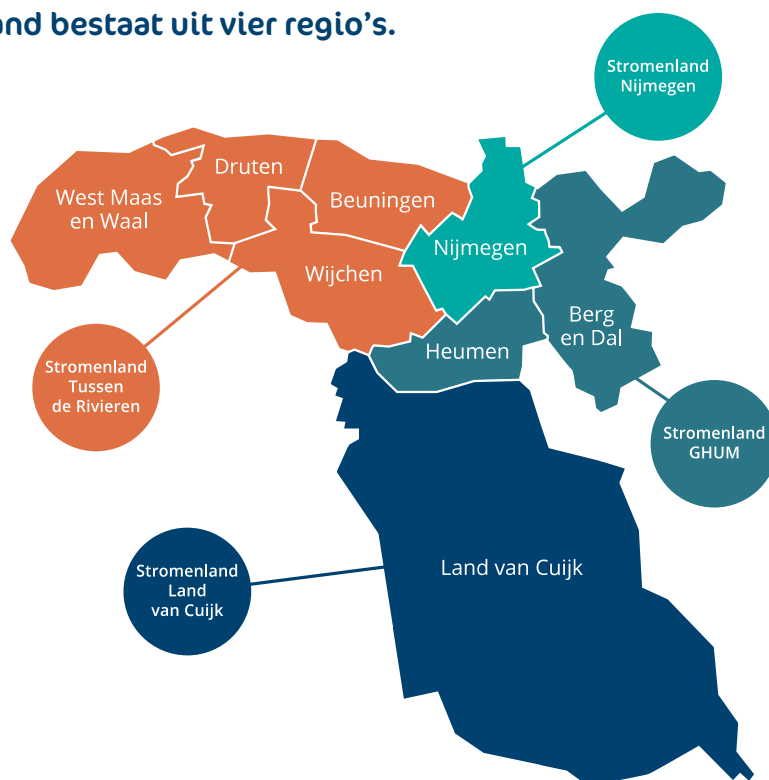 and bestaat uit vier regio's.
Stromenland
Nijmegen
Druten
West Maas
en Waal
Beuningen
Nijmegen
Wijchen
Berg
en Dal
Heumen
Stromenland
Tussen
de Rivieren
Stromenland
GHUM
Land van Cuijk
Stromenland
Land
van Cuijk